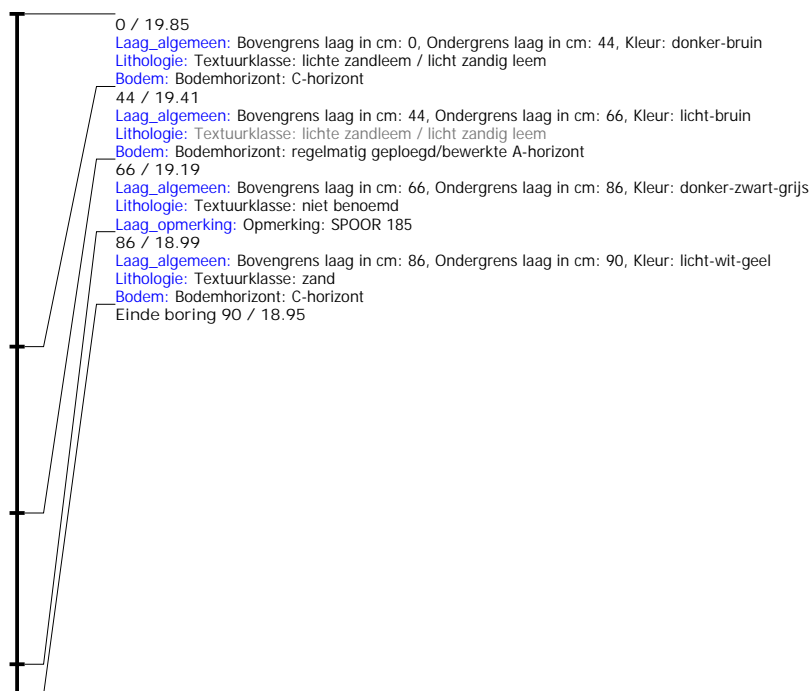 0 / 19.85
Laag_algemeen: Bovengrens laag in cm: 0, Ondergrens laag in cm: 44, Kleur: donker-bruin
Lithologie: Textuurklasse: lichte zandleem / licht zandig leem
Bodem: Bodemhorizont: C-horizont
44 / 19.41
Laag_algemeen: Bovengrens laag in cm: 44, Ondergrens laag in cm: 66, Kleur: licht-bruin
Lithologie: Textuurklasse: lichte zandleem / licht zandig leem
Bodem: Bodemhorizont: regelmatig geploegd/bewerkte A-horizont
66 / 19.19
Laag_algemeen: Bovengrens laag in cm: 66, Ondergrens laag in cm: 86, Kleur: donker-zwart-grijs
Lithologie: Textuurklasse: niet benoemd
Laag_opmerking: Opmerking: SPOOR 185
86 / 18.99
Laag_algemeen: Bovengrens laag in cm: 86, Ondergrens laag in cm: 90, Kleur: licht-wit-geel
Lithologie: Textuurklasse: zand
Bodem: Bodemhorizont: C-horizont
Einde boring 90 / 18.95